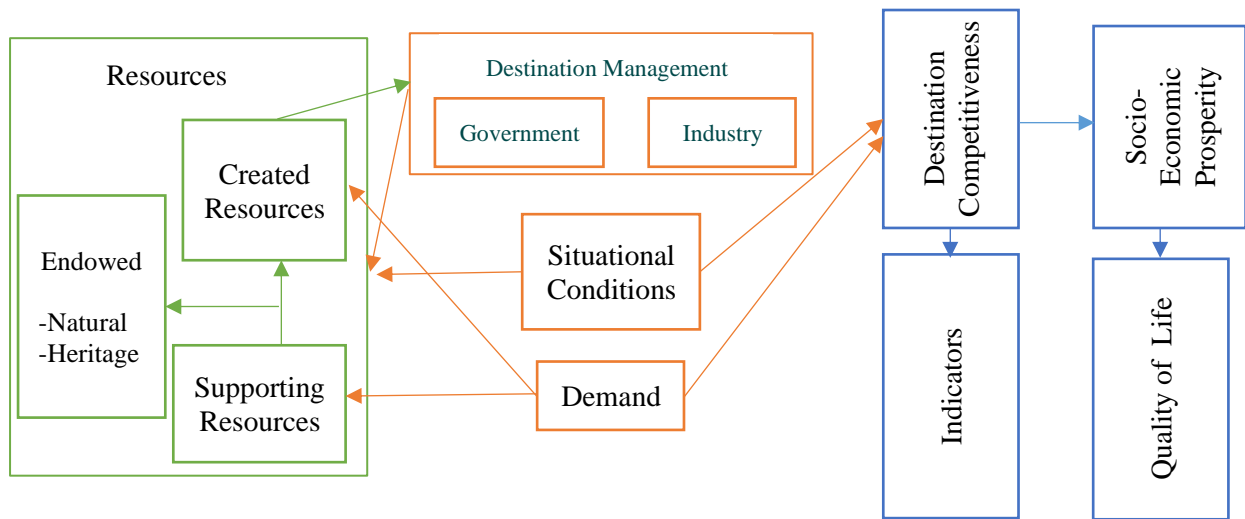 Resources
Created
Resources
Endowed
-Natural
-Heritage
Supporting
Resources
Destination Management
Government
Industry
Situational
Conditions
Demand
Destination
Competitiveness
Socio-
Economic
Prosperity
Indicators
Quality of Life